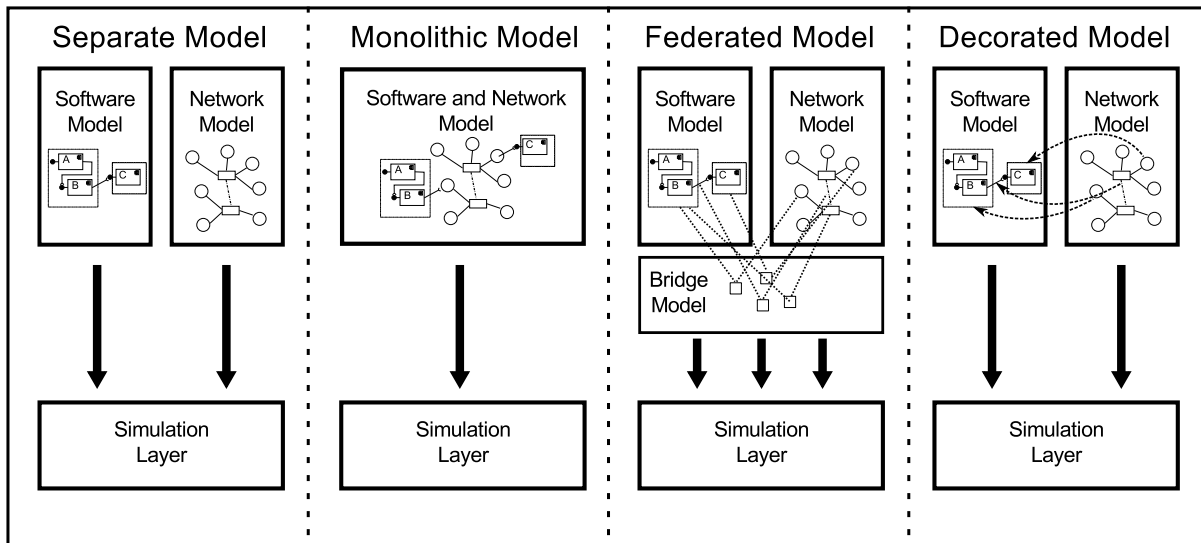 Separate Model
Software
Model
A
B
C
Network
Model
Simulation
Layer
Monolithic Model
Software and Network
Model
A
B
C
Simulation
Layer
Federated Model
Software
Model
A
B
C
Network
Model
Bridge
Model
Simulation
Layer
Decorated Model
Software
Model
A
B
C
Network
Model
Simulation
Layer